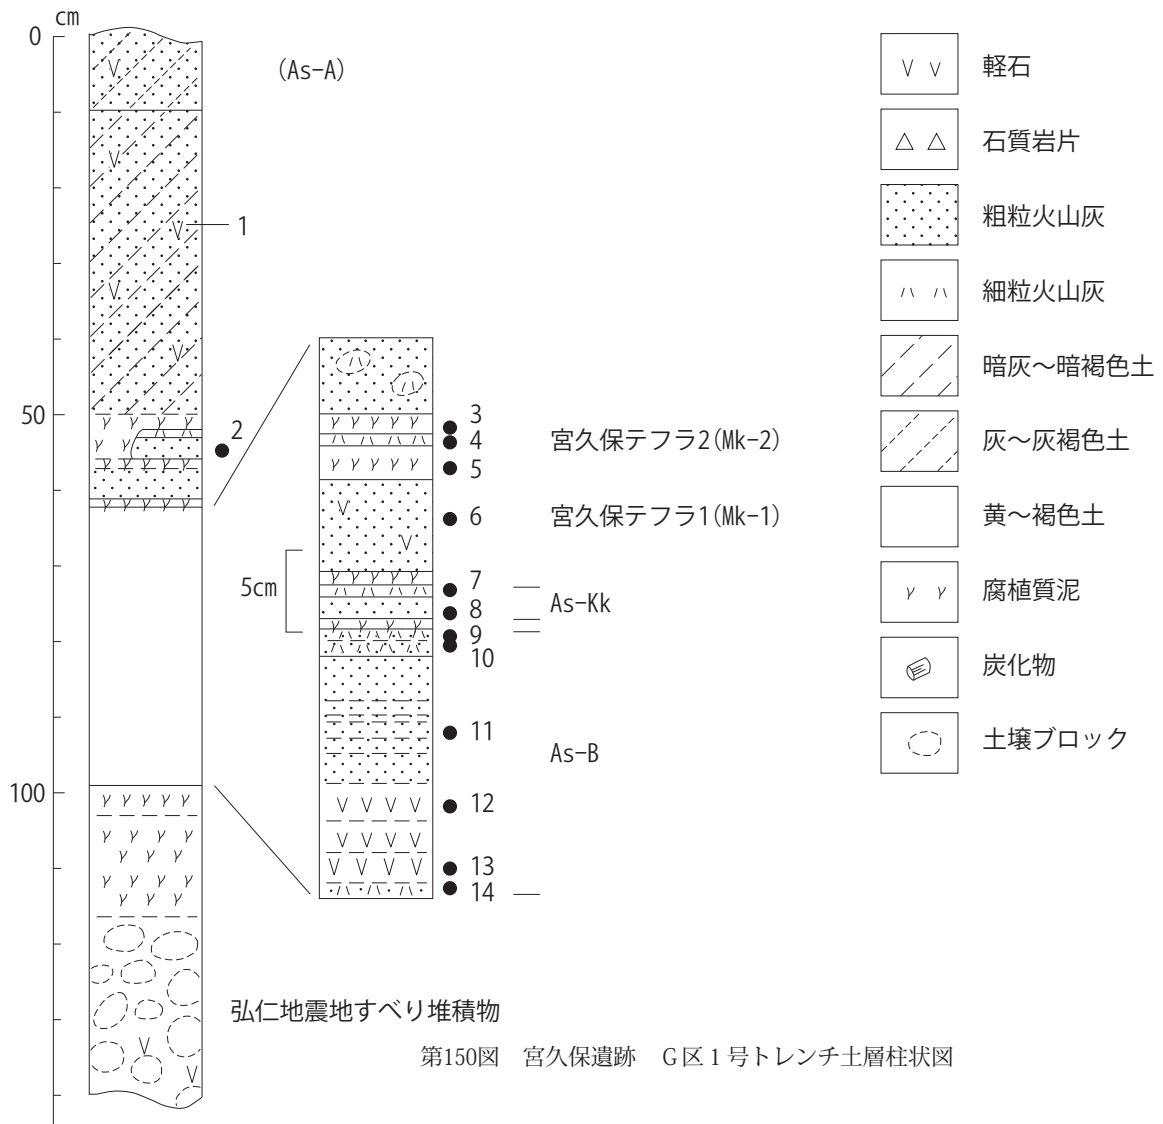 cm
0
(As-A)
1
50
2
100
5cm
3
4
5
6
7
8
9
10
11
12
13
14
宮久保テフラ2(Mk-2)
宮久保テフラ1(Mk-1)
As-Kk
As-B
弘仁地震地すべり堆積物
軽石
石質岩片
粗粒火山灰
細粒火山灰
暗灰～暗褐色土
灰～灰褐色土
黄～褐色土
腐植質泥
炭化物
土壌ブロック
第150図 宮久保遺跡 G区1号トレンチ土層柱状図